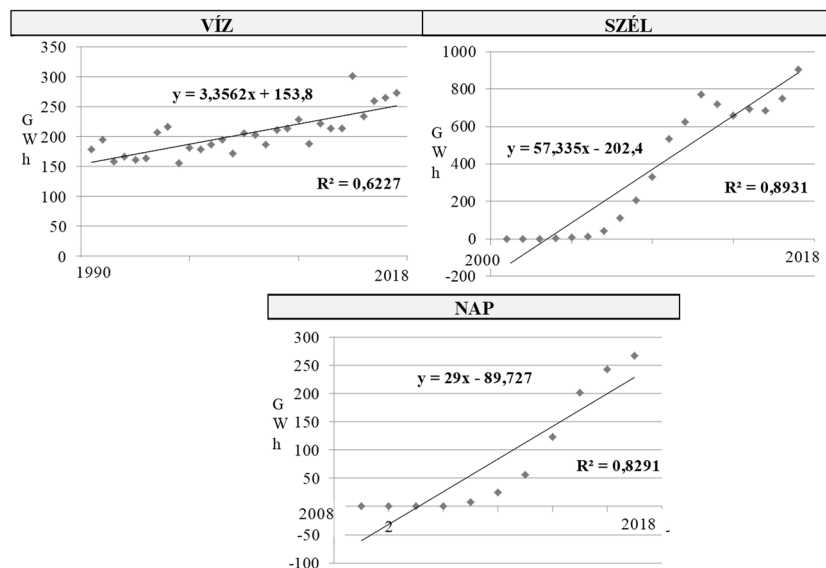 VÍZ
350
300
250
200
150
100
50
0
G
W
h
y = 3,3562x + 153,8
R² = 0,6227
1990
2018
SZÉL
1000
800
600
400
200
0
-200
G
W
h
y = 57,335x - 202,4
R² = 0,8931
2000
2018
NAP
300
250
200
150
100
50
-50
-100
G
W
h
y = 29x - 89,727
R² = 0,8291
2008
2
2018